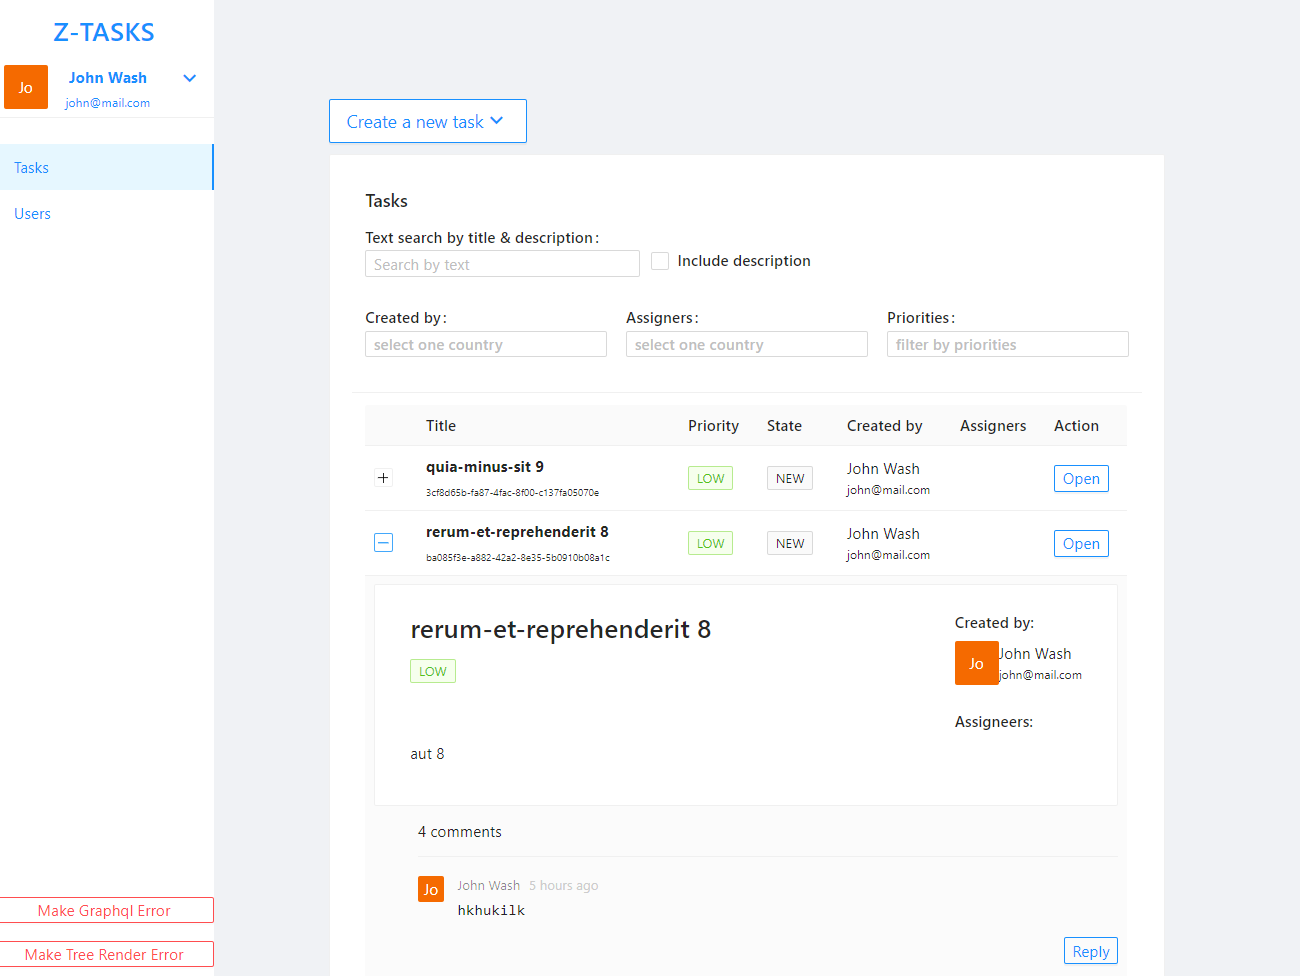 Z-TASKS
Jo
John Wash
john@mail.com
Tasks
Users
Make Graphql Error
Make Tree Render Error
Create a new task
Tasks
Text search by title & description:
Search by text
Include description
Created by: Assigners: Priorities:
select one country select one country filter by priorities
Title Priority State Created by Assigners Action
quia-minus-sit 9
3cf8d65b-fa87-4fac-8f00-c137fa05070e
LOW NEW
John Wash
john@mail.com
Open
rerum-et-reprehenderit 8
ba085f3e-a882-42a2-8e35-5b0910b08a1c
LOW NEW
John Wash
john@mail.com
Open
rerum-et-reprehenderit 8
LOW
aut 8
Created by:
Jo
John Wash
john@mail.com
Assigneers:
4 comments
Jo
John Wash 5 hours ago
hkhukilk
Reply